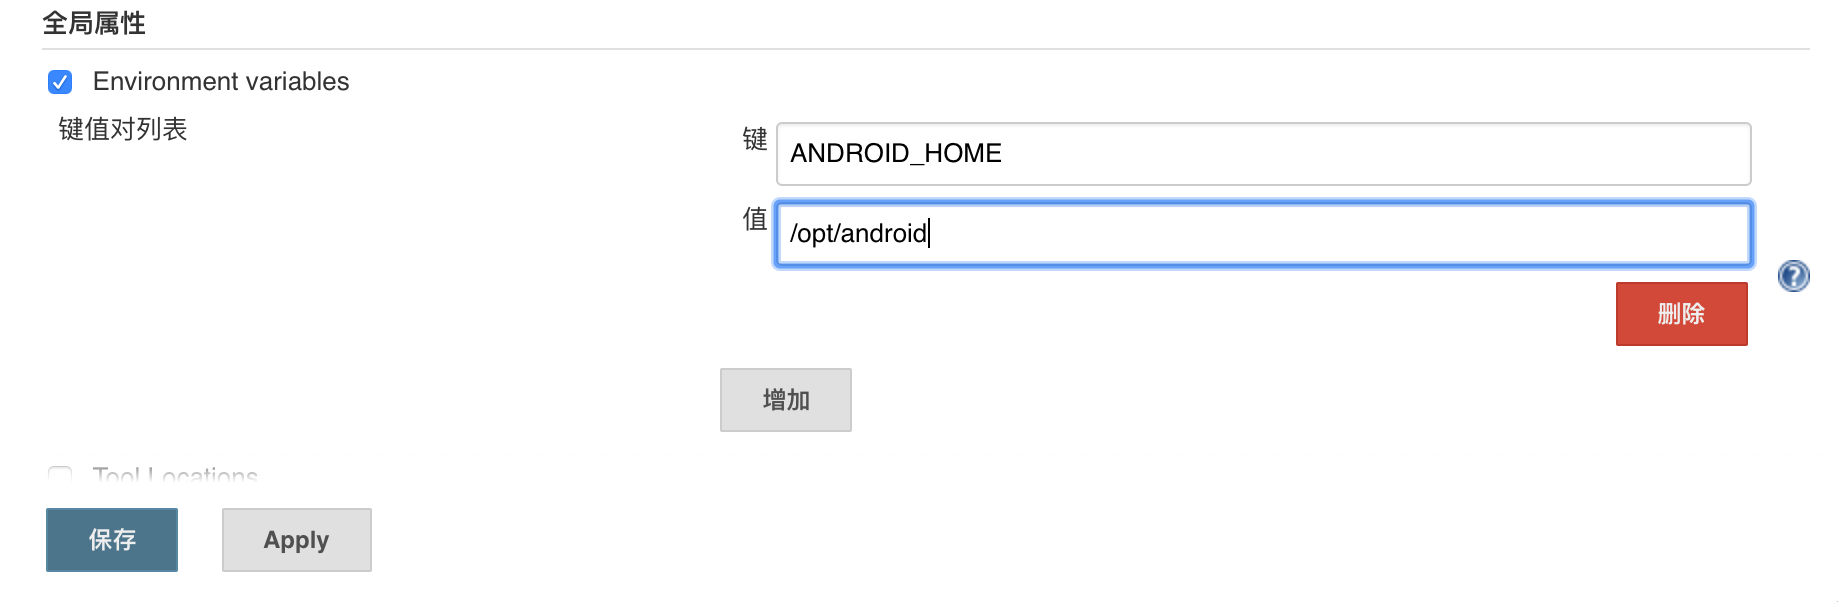 全局属性
Environment variables
键值对列表
键
ANDROID_HOME
值
/opt/android
?
删除
增加
Tool Locations
保存
Apply